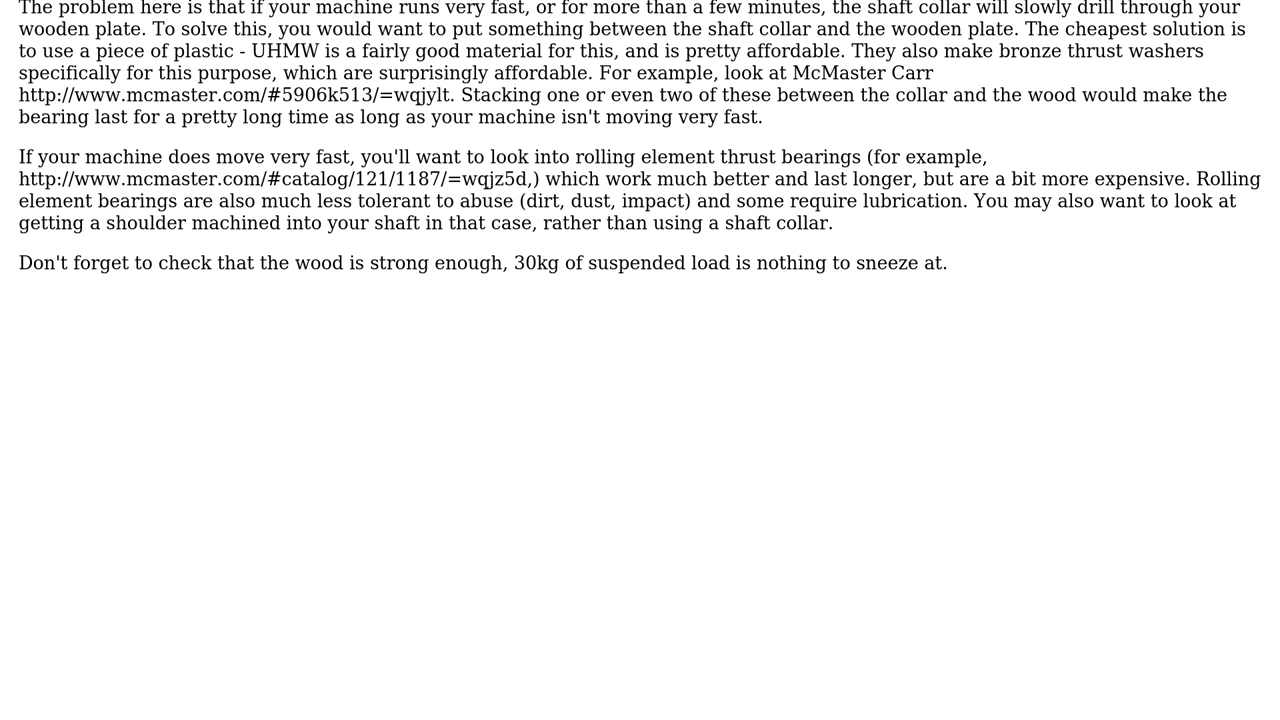 The problem here is that if your machine runs very fast, or for more than a few minutes, the shaft collar will slowly drill through your
wooden plate. To solve this, you would want to put something between the shaft collar and the wooden plate. The cheapest solution is
to use a piece of plastic - UHMW is a fairly good material for this, and is pretty affordable. They also make bronze thrust washers
specifically for this purpose, which are surprisingly affordable. For example, look at McMaster Carr
http://www.mcmaster.com/#5906k513/=wqjylt. Stacking one or even two of these between the collar and the wood would make the
bearing last for a pretty long time as long as your machine isn't moving very fast.
If your machine does move very fast, you'll want to look into rolling element thrust bearings (for example,
http://www.mcmaster.com/#catalog/121/1187/=wqjz5d,) which work much better and last longer, but are a bit more expensive. Rolling
element bearings are also much less tolerant to abuse (dirt, dust, impact) and some require lubrication. You may also want to look at
getting a shoulder machined into your shaft in that case, rather than using a shaft collar.
Don't forget to check that the wood is strong enough, 30kg of suspended load is nothing to sneeze at.